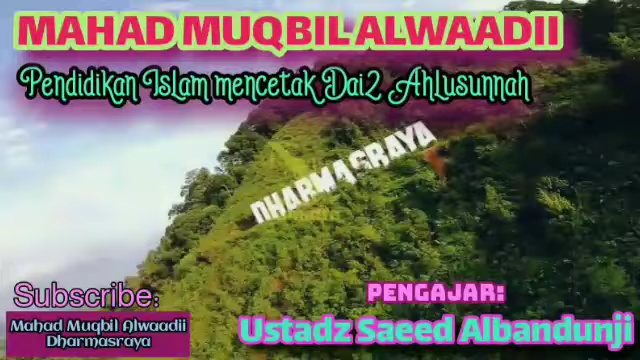 MAHAD MUQBIL ALWAADII
Pendidikan Islam mencetak Dai2 Ahlusunnah
DHARMASRAYA
Subscribe:
Mahad Muqbil Alwaadii
Dharmasraya
PENGAJAR:
Ustadz Saeed Albandunji